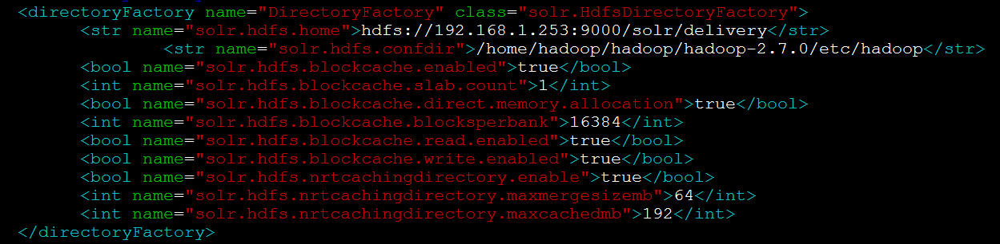 <directoryFactory name="DirectoryFactory" class="solr.HdfsDirectoryFactory">
<str name="solr.hdfs.home">hdfs://192.168.1.253:9000/solr/delivery</str>
<str name="solr.hdfs.confdir">/home/hadoop/hadoop/hadoop-2.7.0/etc/hadoop</str>
<bool name="solr.hdfs.blockcache.enabled">true</bool>
<int name="solr.hdfs.blockcache.slab.count">1</int>
<bool name="solr.hdfs.blockcache.direct.memory.allocation">true</bool>
<int name="solr.hdfs.blockcache.blocksperbank">16384</int>
<bool name="solr.hdfs.blockcache.read.enabled">true</bool>
<bool name="solr.hdfs.blockcache.write.enabled">true</bool>
<bool name="solr.hdfs.nrtcachingdirectory.enable">true</bool>
<int name="solr.hdfs.nrtcachingdirectory.maxmergesizemb">64</int>
<int name="solr.hdfs.nrtcachingdirectory.maxcachedmb">192</int>
</directoryFactory>